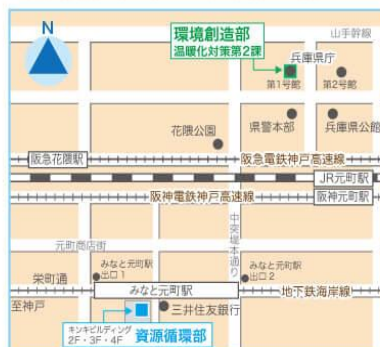 N
山手幹線
環境創造部
温暖化対策第2課
兵庫県庁
第1号館
第2号館
花隈公園
県警本部
兵庫県公館
阪急花隈駅
阪急電鉄神戸高速線
JR元町駅
阪神電鉄神戸高速線
阪神元町駅
元町商店街
中突堤本通り
栄町通
みなと元町駅
出口1
みなと元町駅
出口2
至神戸
みなと元町駅
地下鉄海岸線
キンキビルディング
2F・3F・4F
資源循環部
三井住友銀行